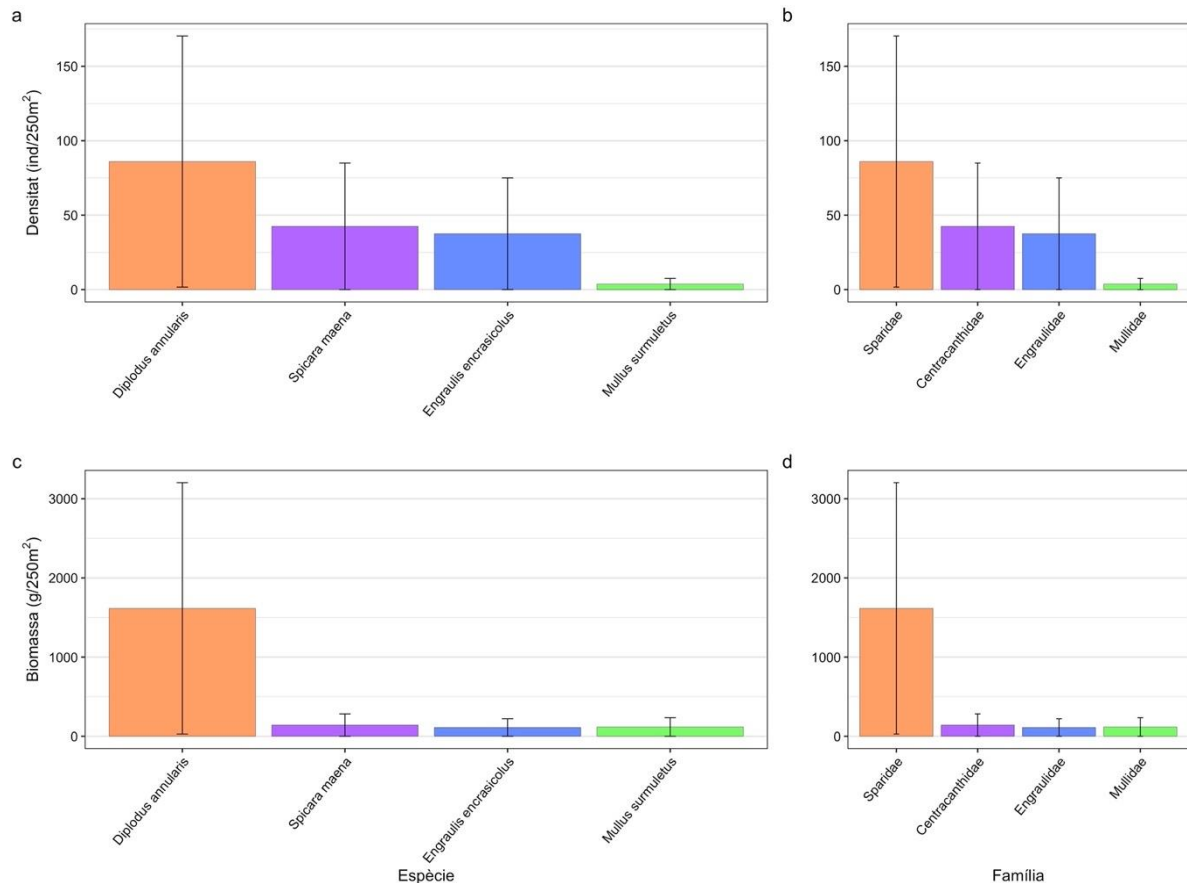 a
Densitat (ind/250m²)
150
100
50
0
Diplodus annularis
Spicara maena
Engraulis encrasicolus
Mullus surmuletus
b
150
100
50
0
Sparidae
Centracanthidae
Engraulidae
Mullidae
c
Biomassa (g/250m²)
3000
2000
1000
0
Diplodus annularis
Spicara maena
Engraulis encrasicolus
Mullus surmuletus
Espècie
d
3000
2000
1000
0
Sparidae
Centracanthidae
Engraulidae
Mullidae
Família